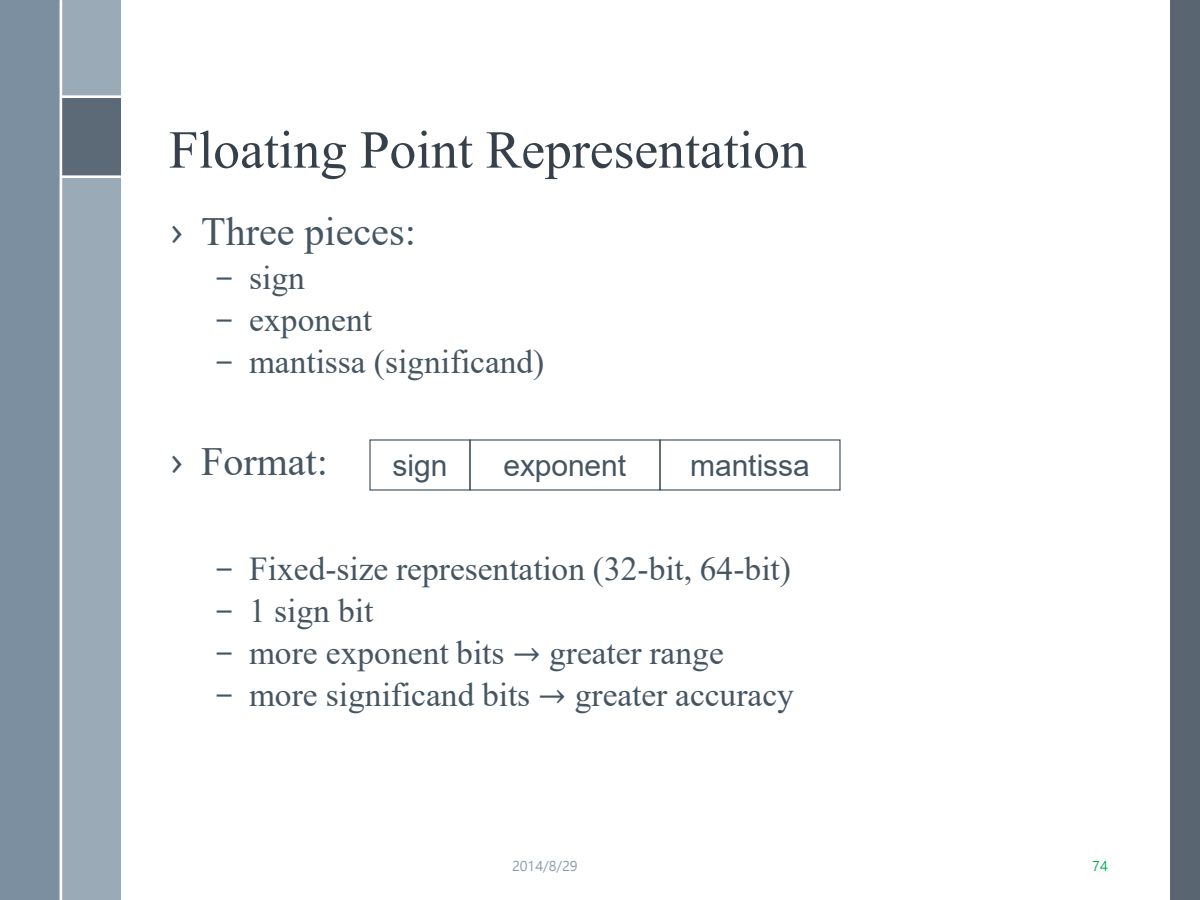 Floating Point Representation
› Three pieces:
– sign
– exponent
– mantissa (significand)
› Format:
sign exponent mantissa
– Fixed-size representation (32-bit, 64-bit)
– 1 sign bit
– more exponent bits → greater range
– more significand bits → greater accuracy
2014/8/29
74